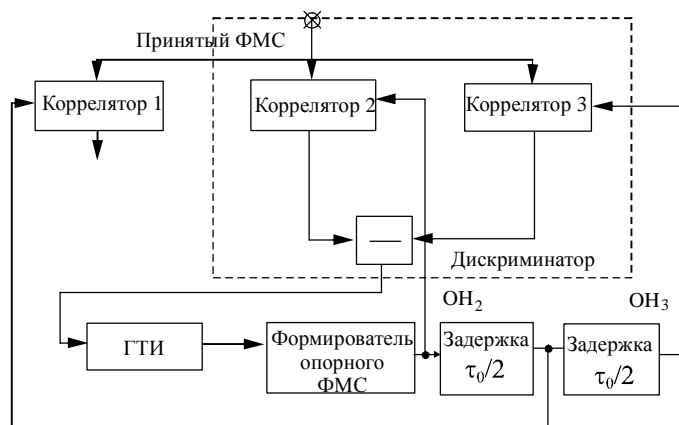 Принятый ФМС
Коррелятор 1
Коррелятор 2
Коррелятор 3
—
Дискриминатор
ОН2
ОН3
ГТИ
Формирователь
опорного
ФМС
Задержка
τ0/2
Задержка
τ0/2